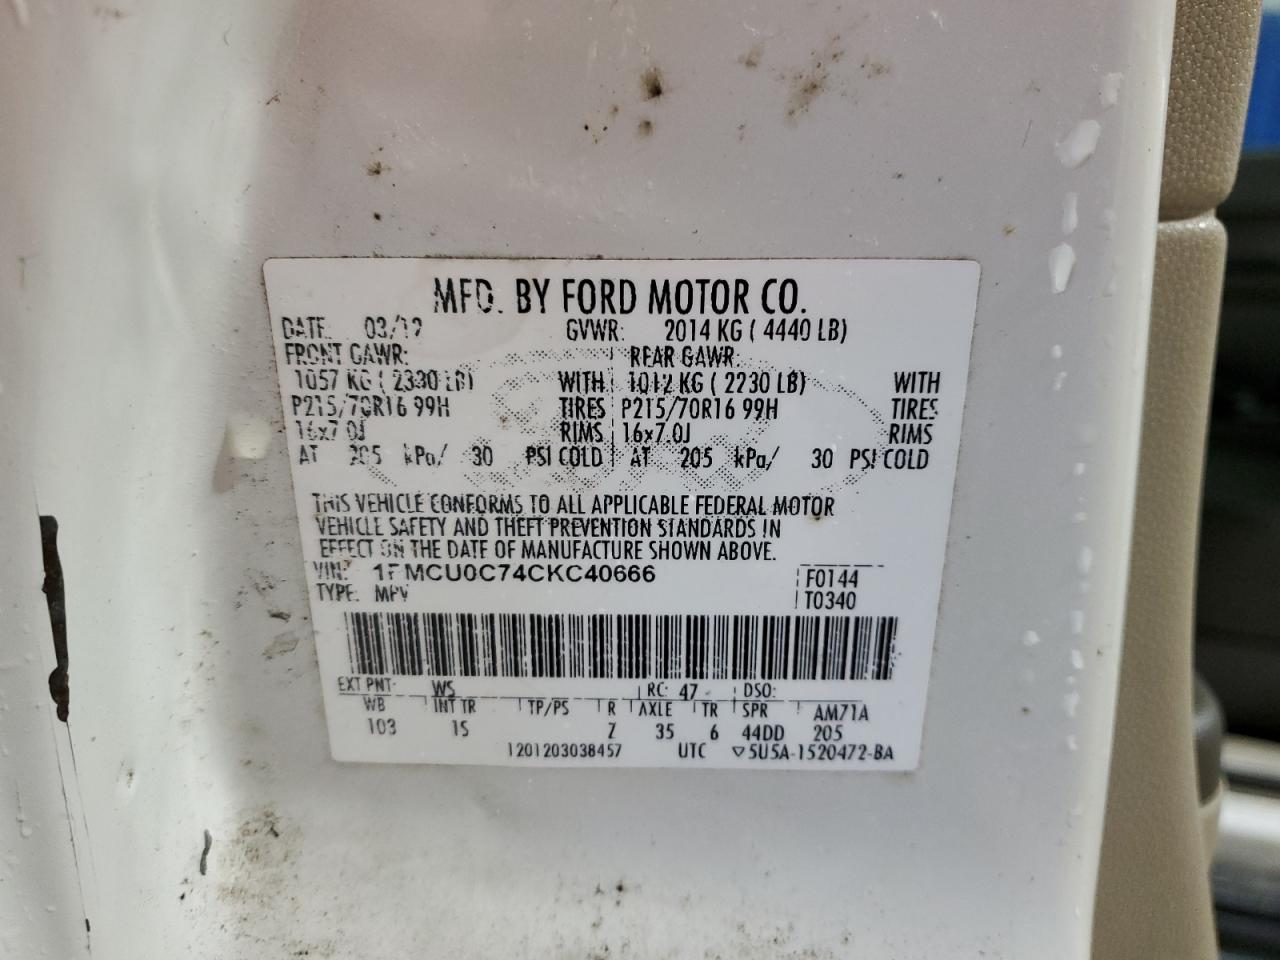 MFD. BY FORD MOTOR CO.
DATE: 03/12 GVWR: 2014 KG ( 4440 LB)
FRONT GAWR: REAR GAWR:
1057 KG ( 2330 LB) WITH 1012 KG ( 2230 LB) WITH
P215/70R16 99H TIRES P215/70R16 99H TIRES
16x7.0J RIMS 16x7.0J RIMS
AT 205 kPa/ 30 PSI COLD AT 205 kPa/ 30 PSI COLD
THIS VEHICLE CONFORMS TO ALL APPLICABLE FEDERAL MOTOR
VEHICLE SAFETY AND THEFT PREVENTION STANDARDS IN
EFFECT ON THE DATE OF MANUFACTURE SHOWN ABOVE.
VIN: 1FMCU0C74CKC40666 F0144
TYPE: MPV T0340
EXT PNT: WS RC: 47 DSO:
WB INT TR TP/PS R AXLE TR SPR AM71A
103 IS Z 35 6 44DD 205
1201203038457 UTC ▽5U5A-1520472-BA